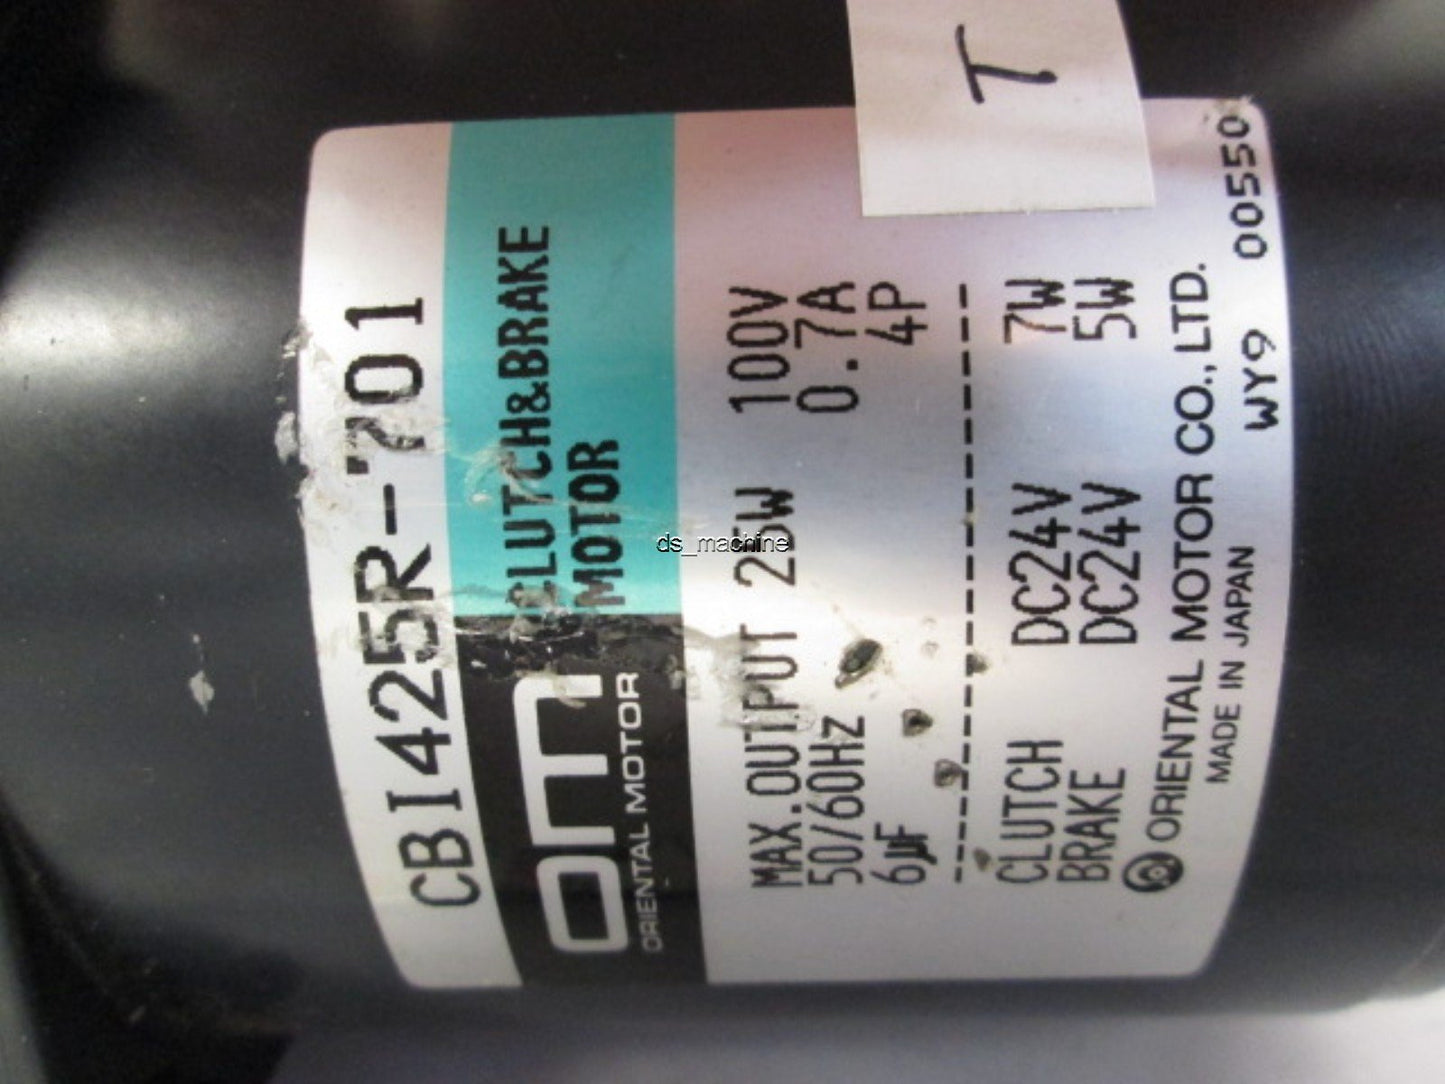 T
CBI425R-701
CLUTCH&BRAKE
MOTOR
om
ORIENTAL MOTOR
MAX.OUTPUT 25W 100V
50/60Hz 0.7A
6μF 4P
CLUTCH DC24V 7W
BRAKE DC24V 5W
ORIENTAL MOTOR CO.,LTD.
MADE IN JAPAN WY9 00550
ds_machine